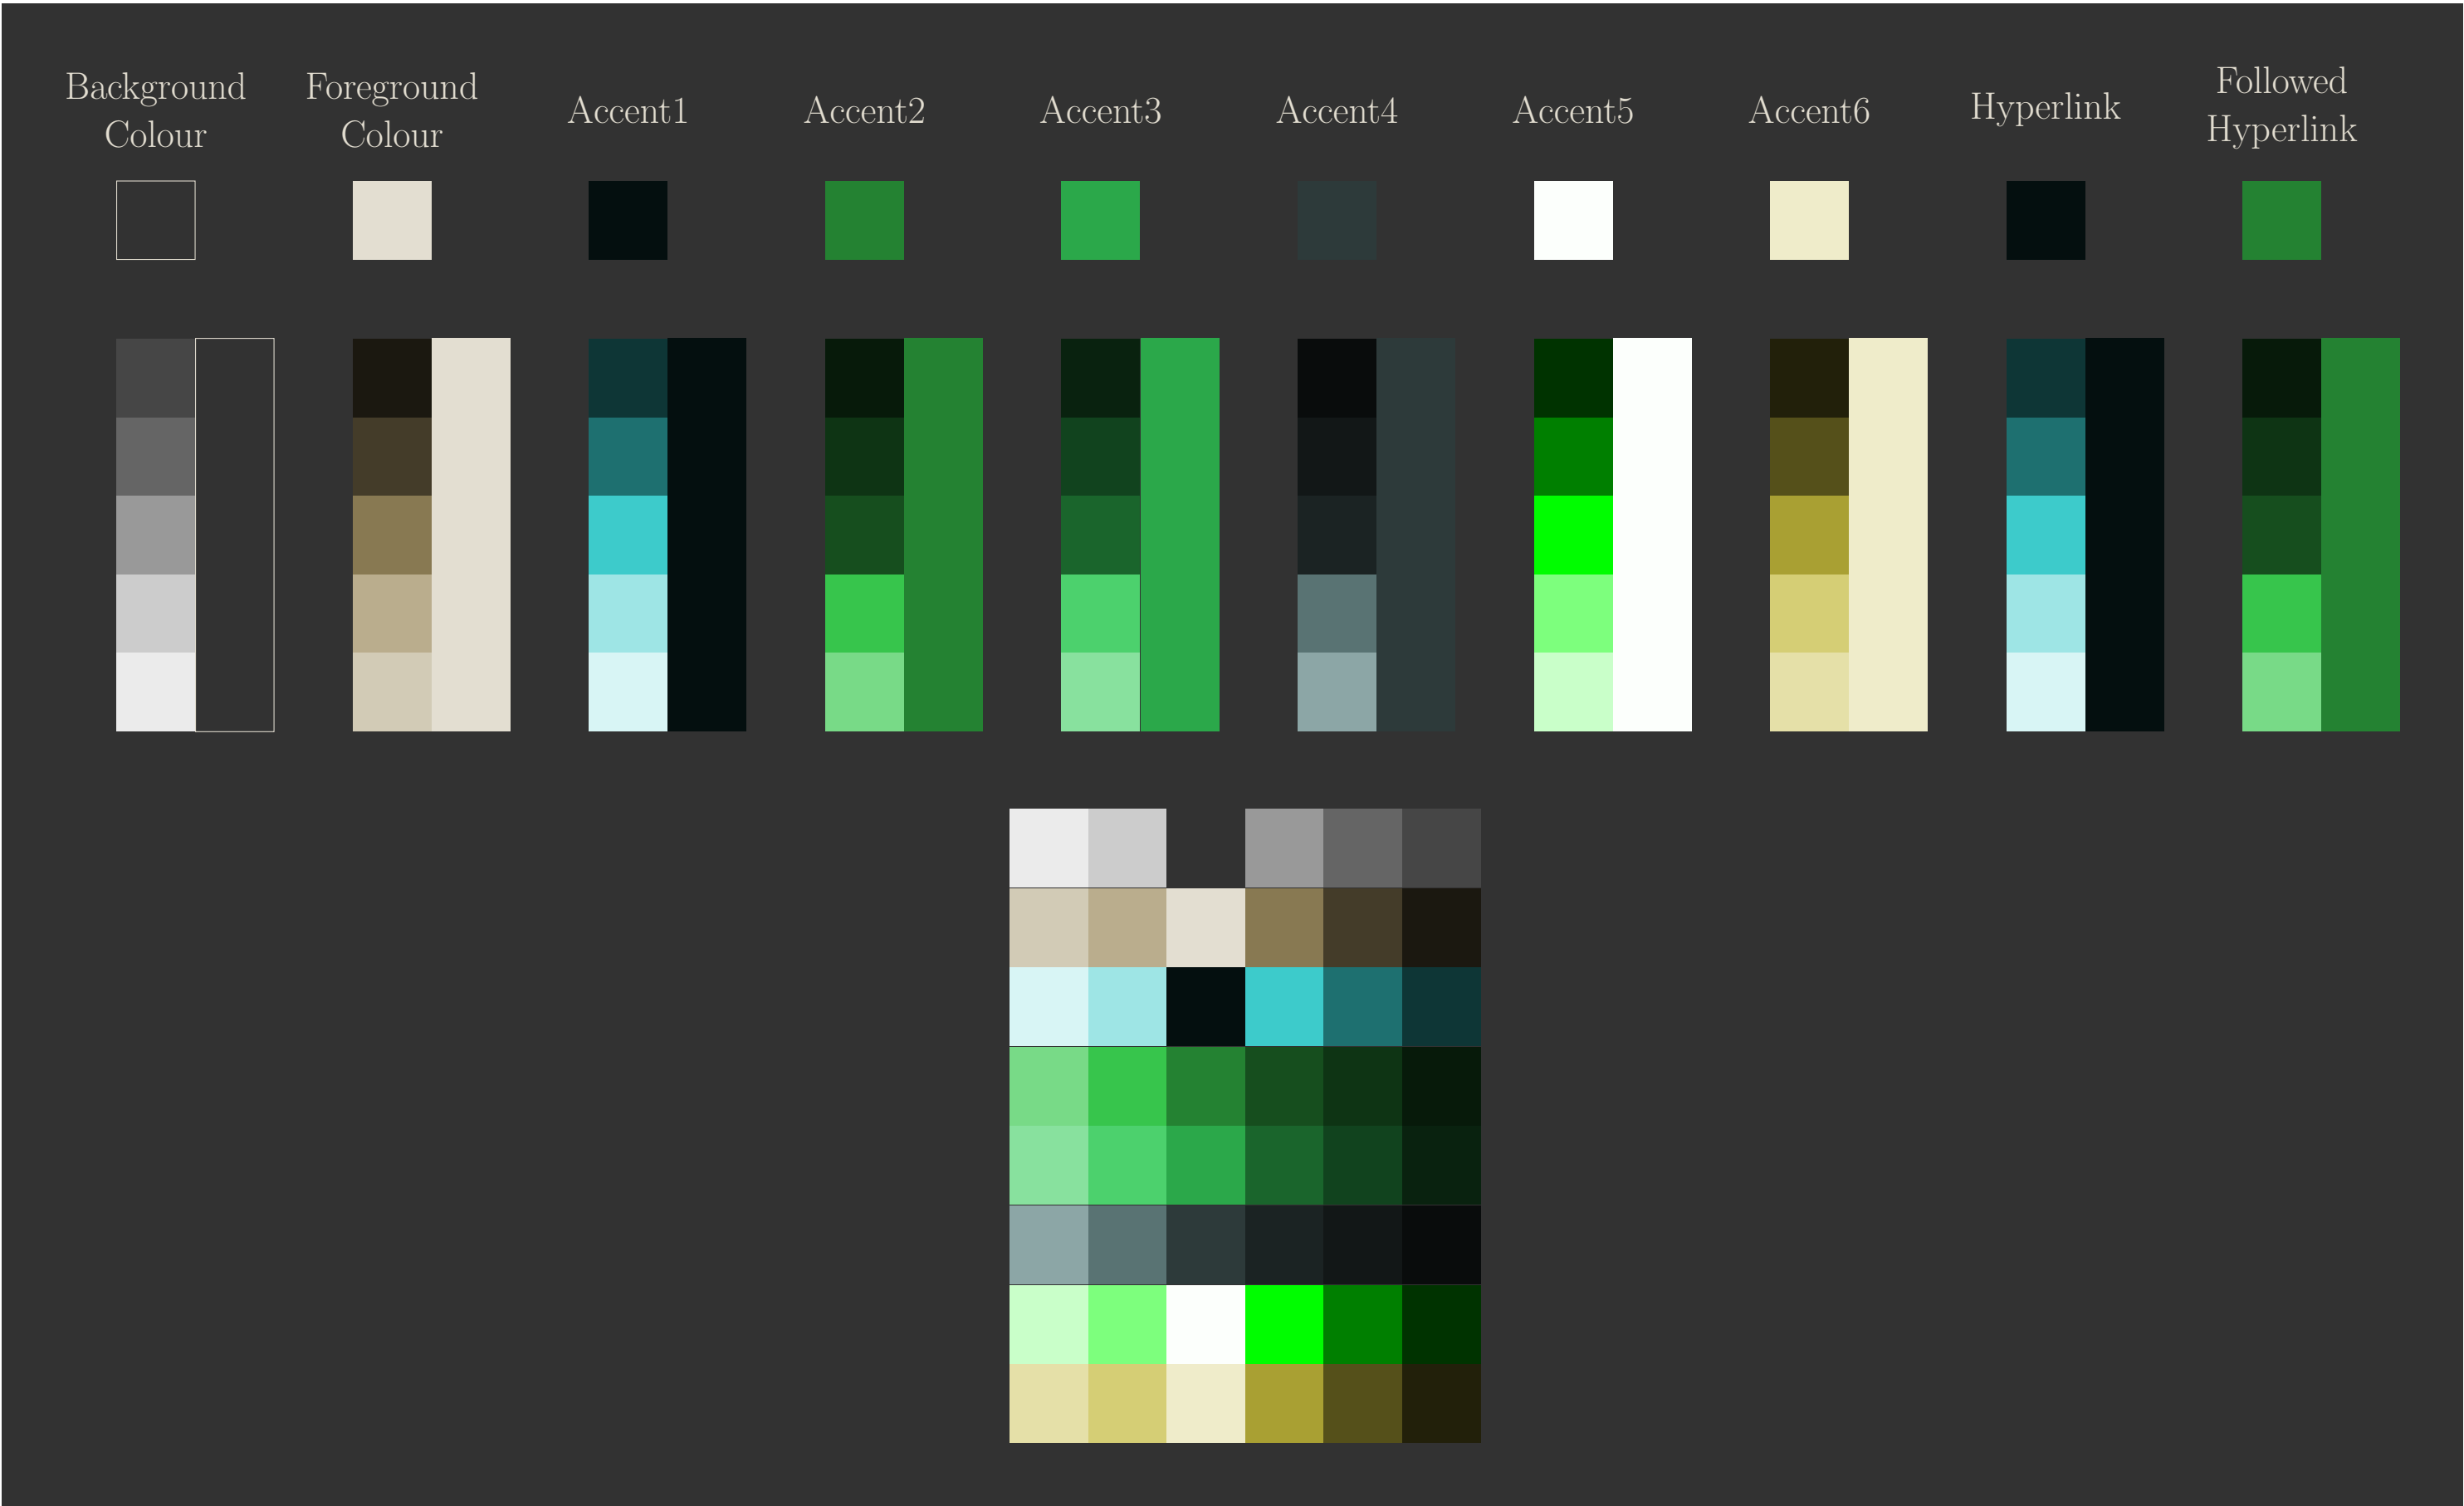 Background
Colour
Foreground
Colour
Accent1
Accent2
Accent3
Accent4
Accent5
Accent6
Hyperlink
Followed
Hyperlink